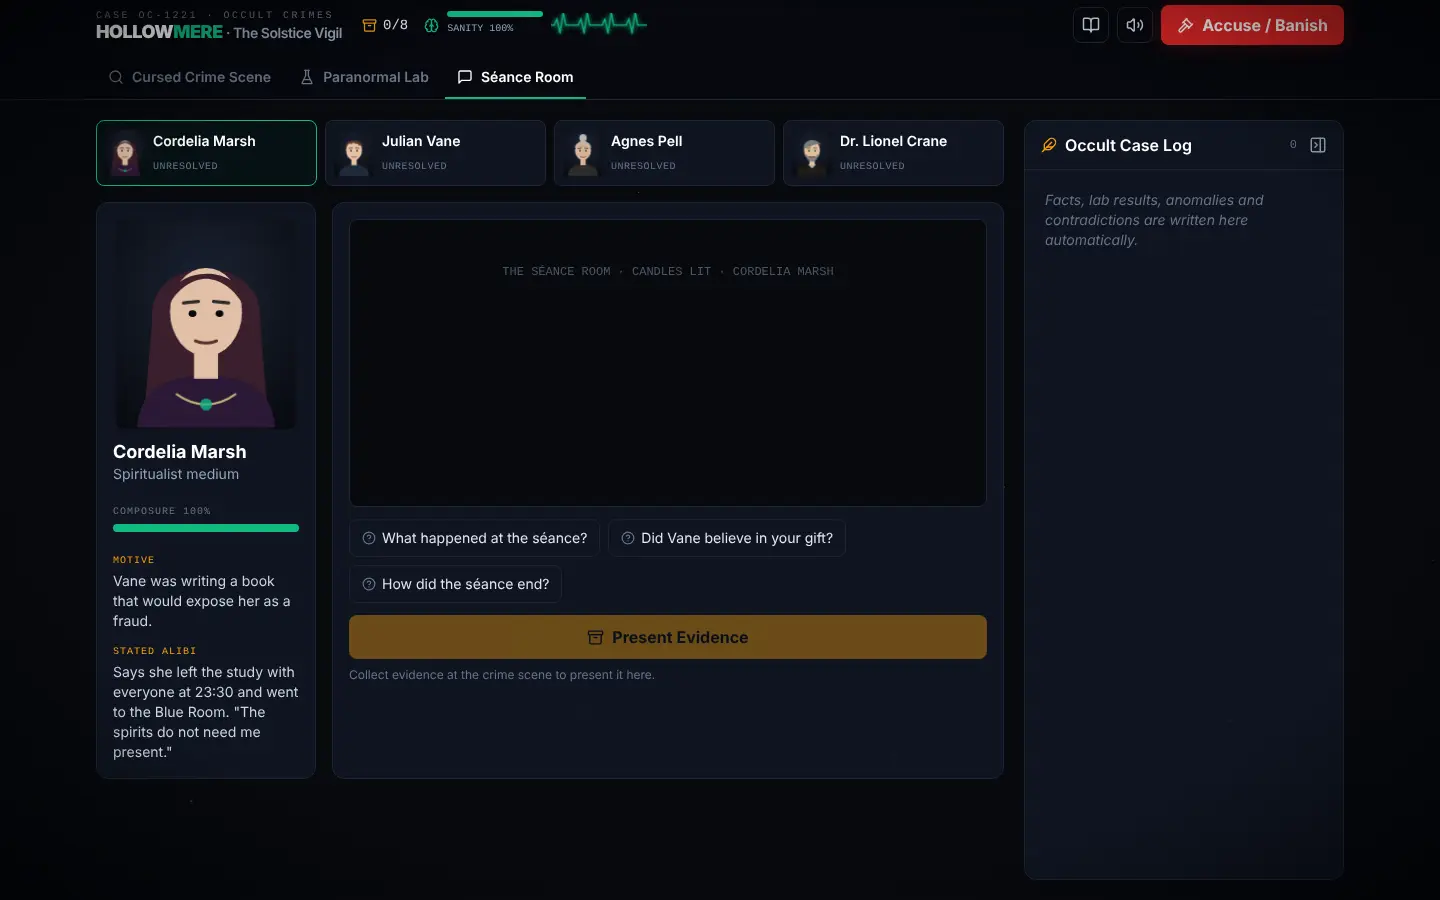 CASE OC-1221 · OCCULT CRIMES
HOLLOWMERE · The Solstice Vigil
0/8
SANITY 100%
Accuse / Banish
Cursed Crime Scene
Paranormal Lab
Séance Room
Cordelia Marsh
UNRESOLVED
Julian Vane
UNRESOLVED
Agnes Pell
UNRESOLVED
Dr. Lionel Crane
UNRESOLVED
Cordelia Marsh
Spiritualist medium
COMPOSURE 100%
MOTIVE
Vane was writing a book
that would expose her as a
fraud.
STATED ALIBI
Says she left the study with
everyone at 23:30 and went
to the Blue Room. "The
spirits do not need me
present."
THE SÉANCE ROOM · CANDLES LIT · CORDELIA MARSH
What happened at the séance?
Did Vane believe in your gift?
How did the séance end?
Present Evidence
Collect evidence at the crime scene to present it here.
Occult Case Log
0
Facts, lab results, anomalies and
contradictions are written here
automatically.